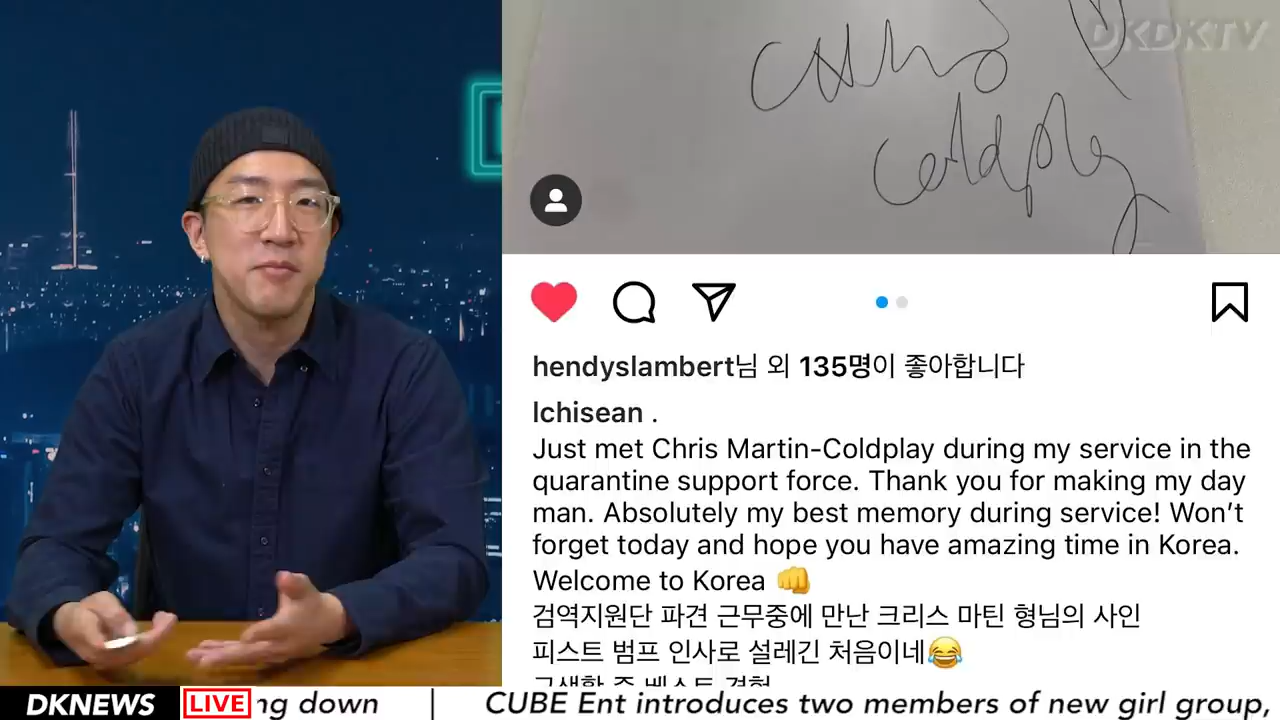 DKDKTV
Chris
Coldplay
hendyslambert님 외 135명이 좋아합니다
lchisean .
Just met Chris Martin-Coldplay during my service in the
quarantine support force. Thank you for making my day
man. Absolutely my best memory during service! Won't
forget today and hope you have amazing time in Korea.
Welcome to Korea 👊
검역지원단 파견 근무중에 만난 크리스 마틴 형님의 사인
피스트 범프 인사로 설레긴 처음이네😂
DKNEWS LIVE ng down | CUBE Ent introduces two members of new girl group,